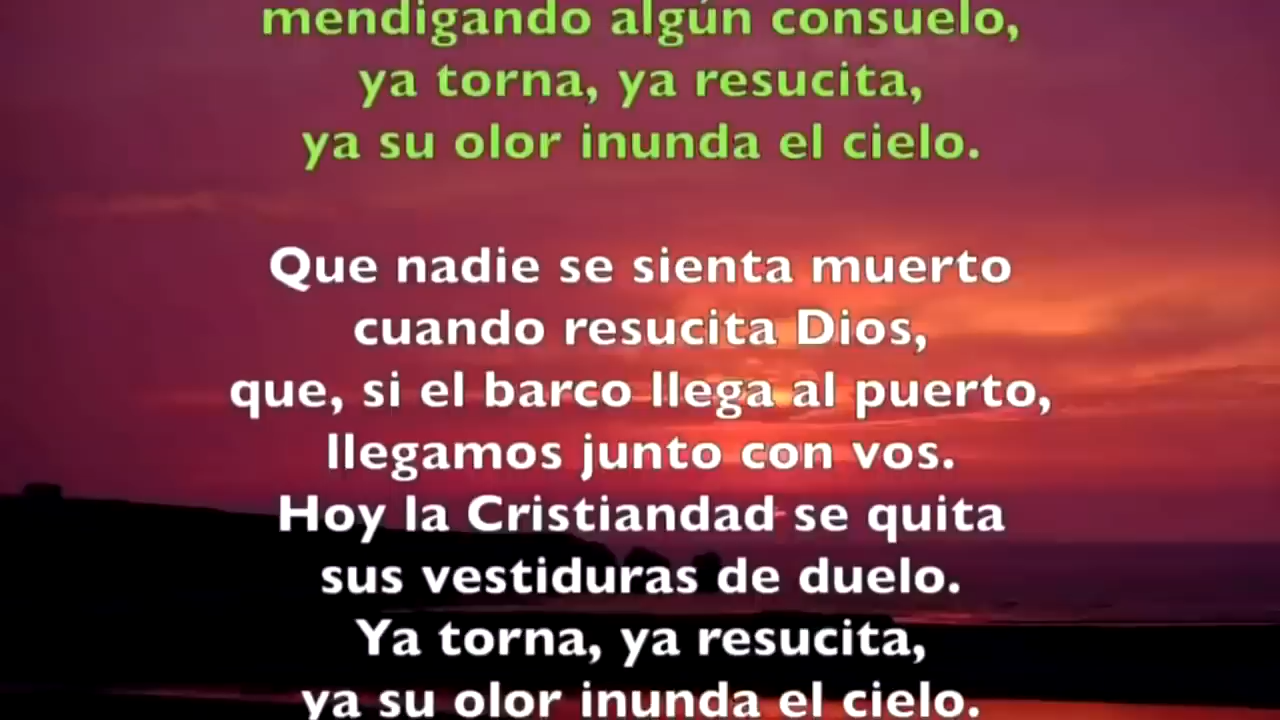 mendigando algún consuelo,
ya torna, ya resucita,
ya su olor inunda el cielo.
Que nadie se sienta muerto
cuando resucita Dios,
que, si el barco llega al puerto,
llegamos junto con vos.
Hoy la Cristiandad se quita
sus vestiduras de duelo.
Ya torna, ya resucita,
ya su olor inunda el cielo.